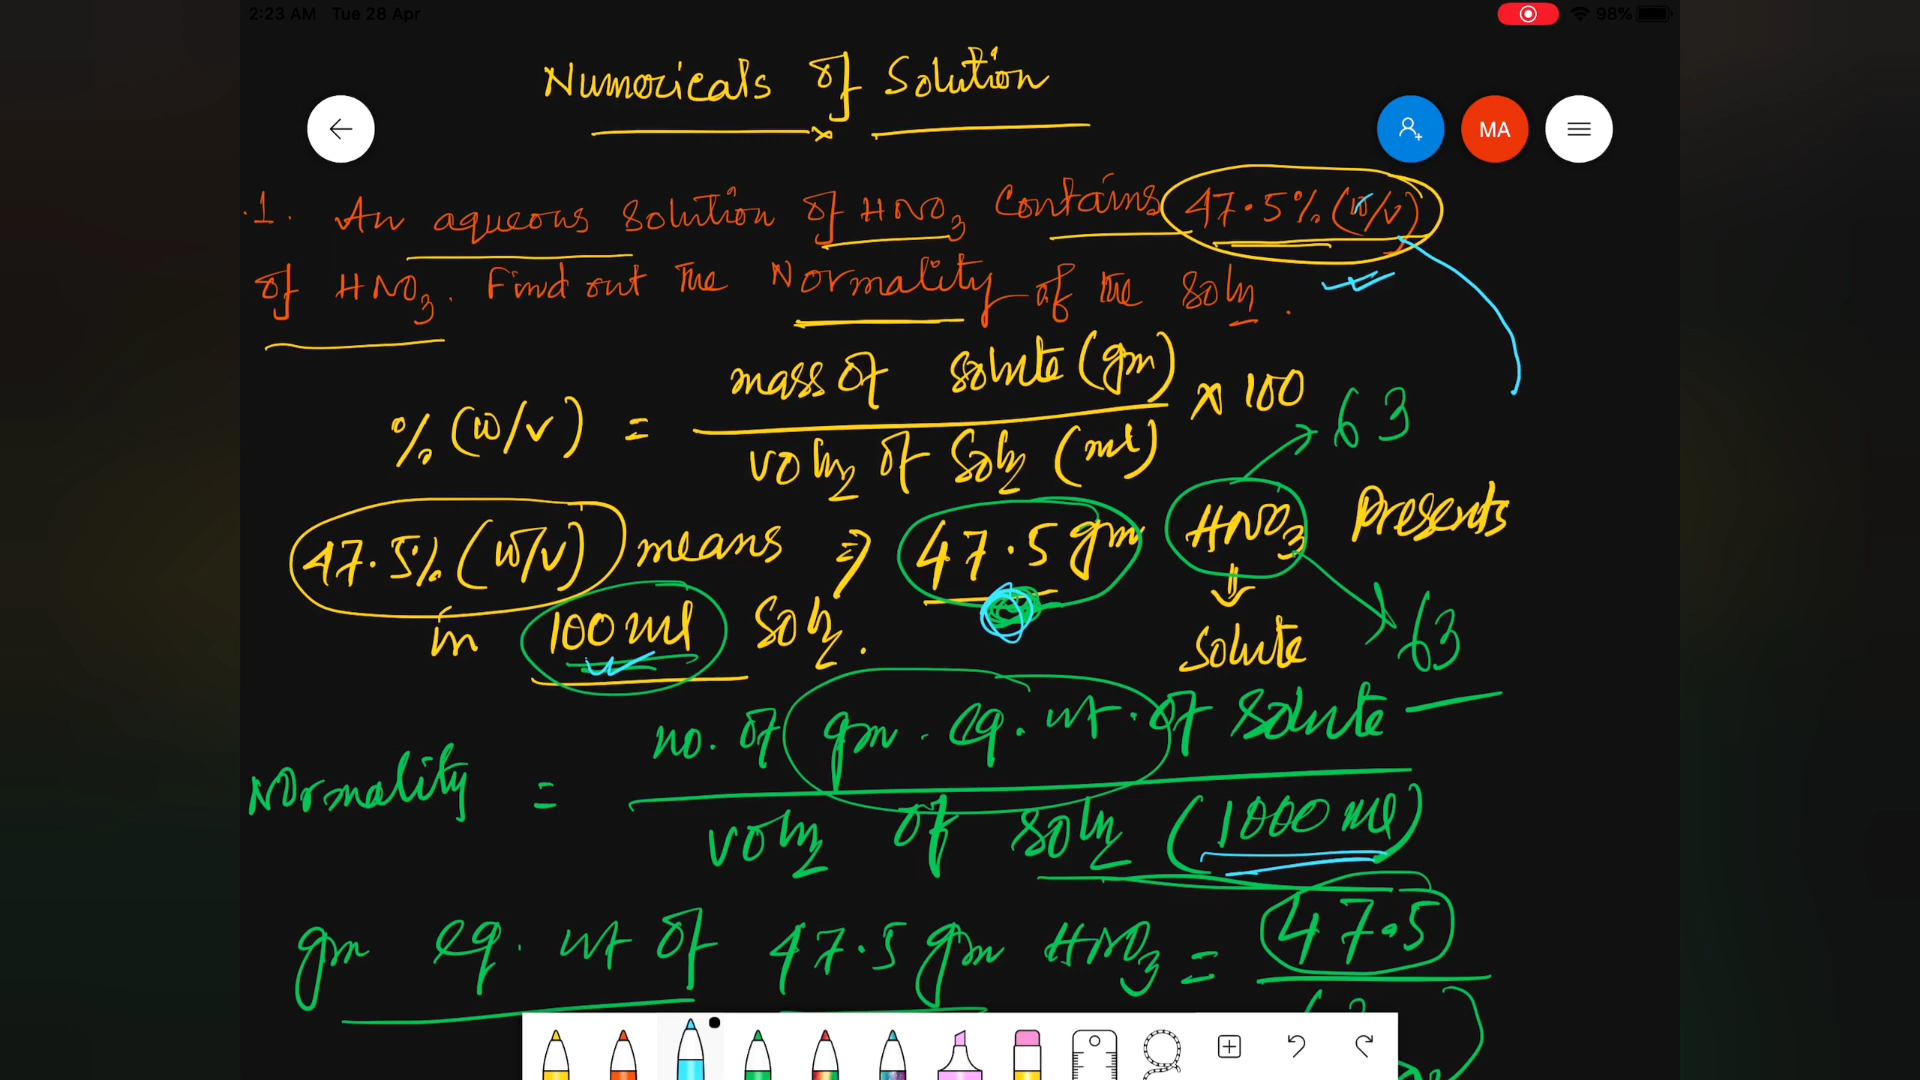 2:23 AM Tue 28 Apr 98%
Numericals of Solution
MA
.1. An aqueous solution of HNO3 Contains 47.5% (w/v)
of HNO3. Find out the Normality of the soln.
% (w/v) = mass of solute (gm) / volm of Soln (ml) × 100
63
47.5% (w/v) means ⇒ 47.5 gm HNO3 Presents
in 100 ml Soln.
Solute
63
Normality = no. of gm. eq. wt. of Solute / volm of soln (1000 ml)
gm eq. wt of 47.5 gm HNO3 = 47.5